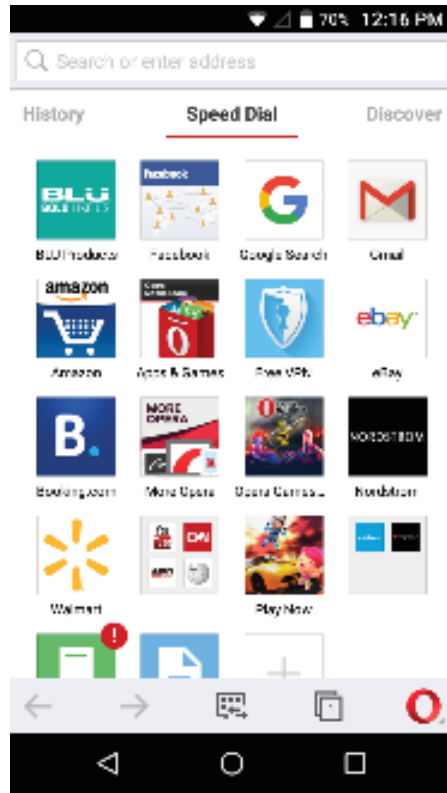 70% 12:16 PM
Search or enter address
History Speed Dial Discover
BLU
facebook
G
BLU Products Facebook Google Search Gmail
amazon
ebay
Amazon Apps & Games Free VPN eBay
B.
MORE
OPERA
NORDSTROM
Booking.com More Opera Opera Games... Nordstrom
CNN
Walmart Play Now
!